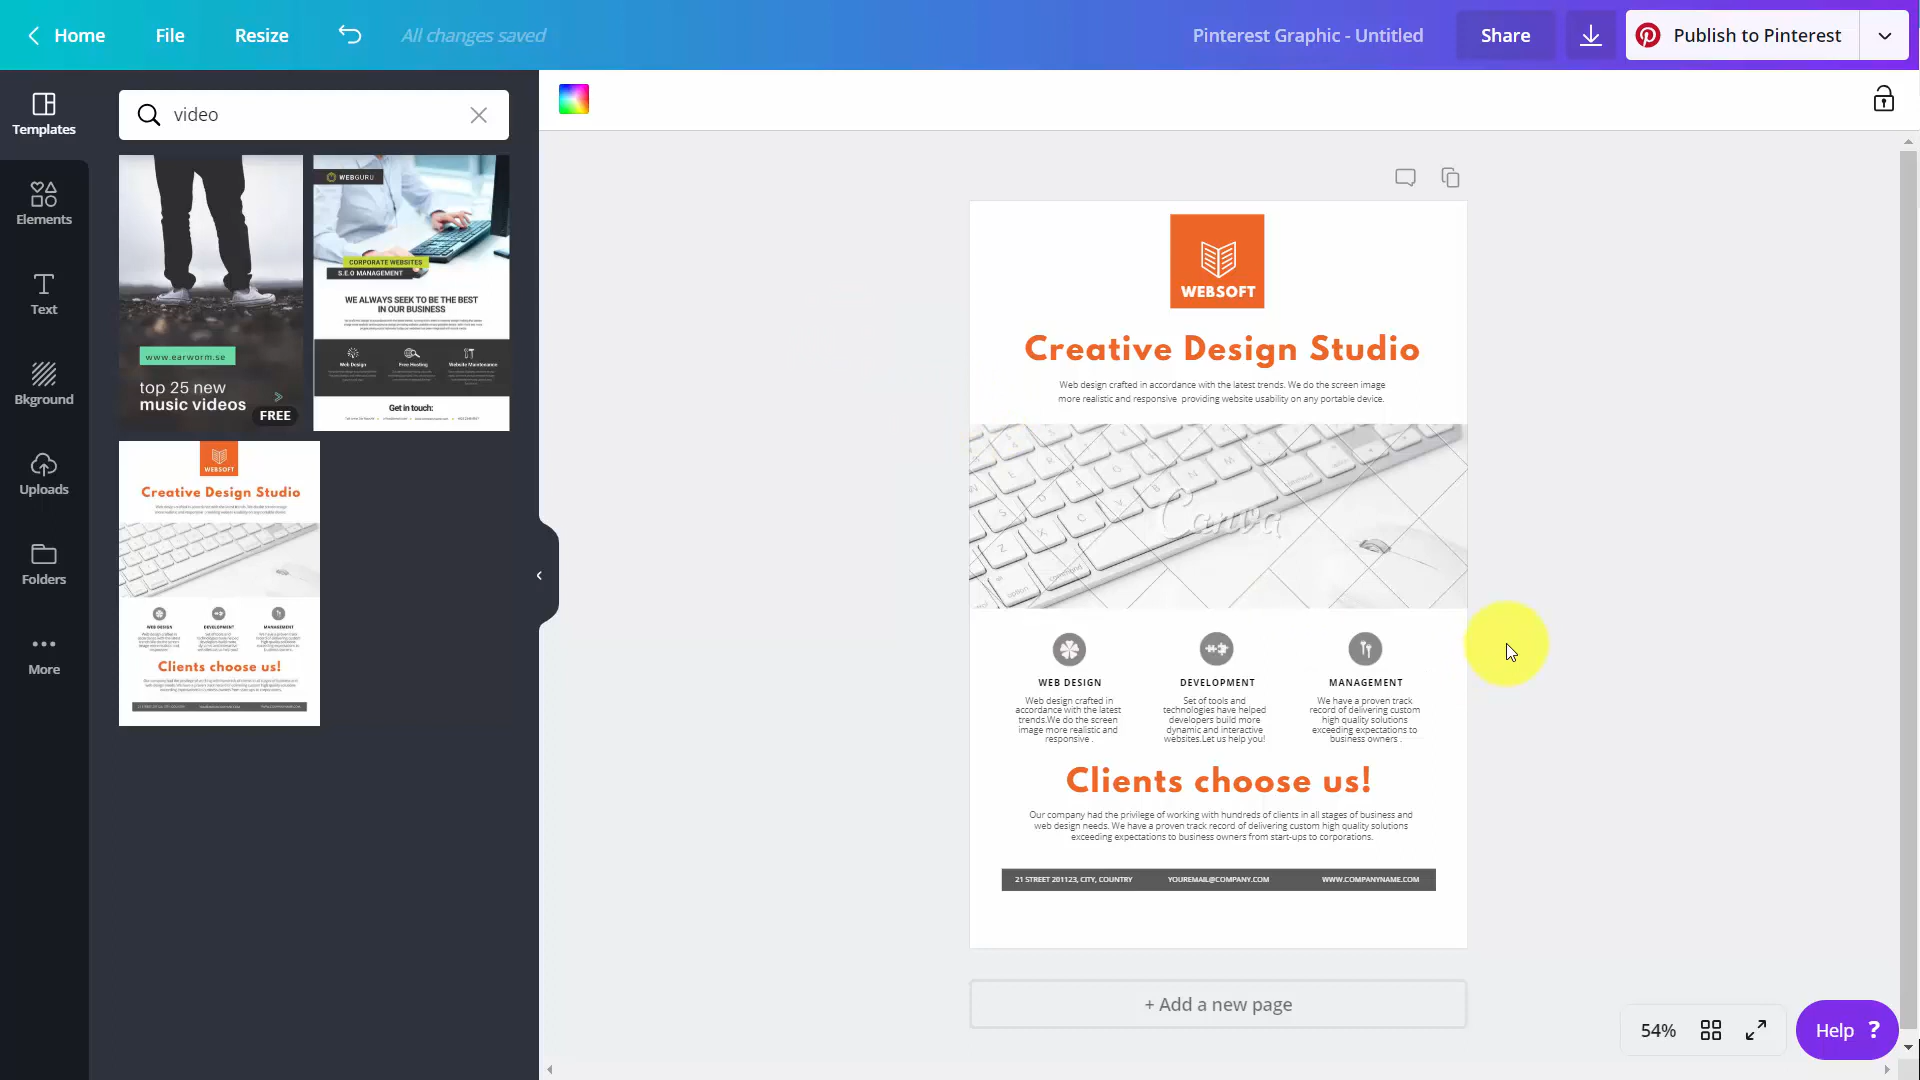 Home
File
Resize
All changes saved
Pinterest Graphic - Untitled
Share
Publish to Pinterest
Templates
Elements
Text
Bkground
Uploads
Folders
More
video
www.earworm.se
top 25 new
music videos
FREE
WEBGURU
CORPORATE WEBSITES
S.E.O MANAGEMENT
WE ALWAYS SEEK TO BE THE BEST
IN OUR BUSINESS
Web Design
Free Hosting
Website Maintenance
Get in touch:
WEBSOFT
Creative Design Studio
WEB DESIGN
DEVELOPMENT
MANAGEMENT
Clients choose us!
WEBSOFT
Creative Design Studio
Web design crafted in accordance with the latest trends. We do the screen image
more realistic and responsive providing website usability on any portable device.
Canva
WEB DESIGN
Web design crafted in
accordance with the latest
trends.We do the screen
image more realistic and
responsive .
DEVELOPMENT
Set of tools and
technologies have helped
developers build more
dynamic and interactive
websites.Let us help you!
MANAGEMENT
We have a proven track
record of delivering custom
high quality solutions
exceeding expectations to
business owners .
Clients choose us!
Our company had the privilege of working with hundreds of clients in all stages of business and
web design needs. We have a proven track record of delivering custom high quality solutions
exceeding expectations to business owners from start-ups to corporations.
21 STREET 201123, CITY, COUNTRY
YOUREMAIL@COMPANY.COM
WWW.COMPANYNAME.COM
+ Add a new page
54%
Help ?